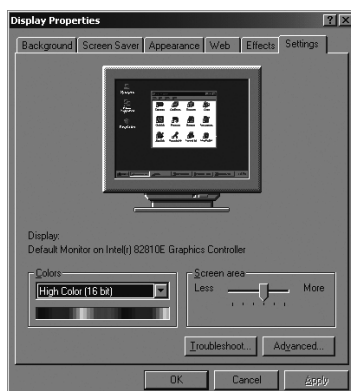 Display Properties
Background
Screen Saver
Appearance
Web
Effects
Settings
Display:
Default Monitor on Intel(r) 82810E Graphics Controller
Colors
High Color (16 bit)
Screen area
Less
More
Troubleshoot...
Advanced...
OK
Cancel
Apply